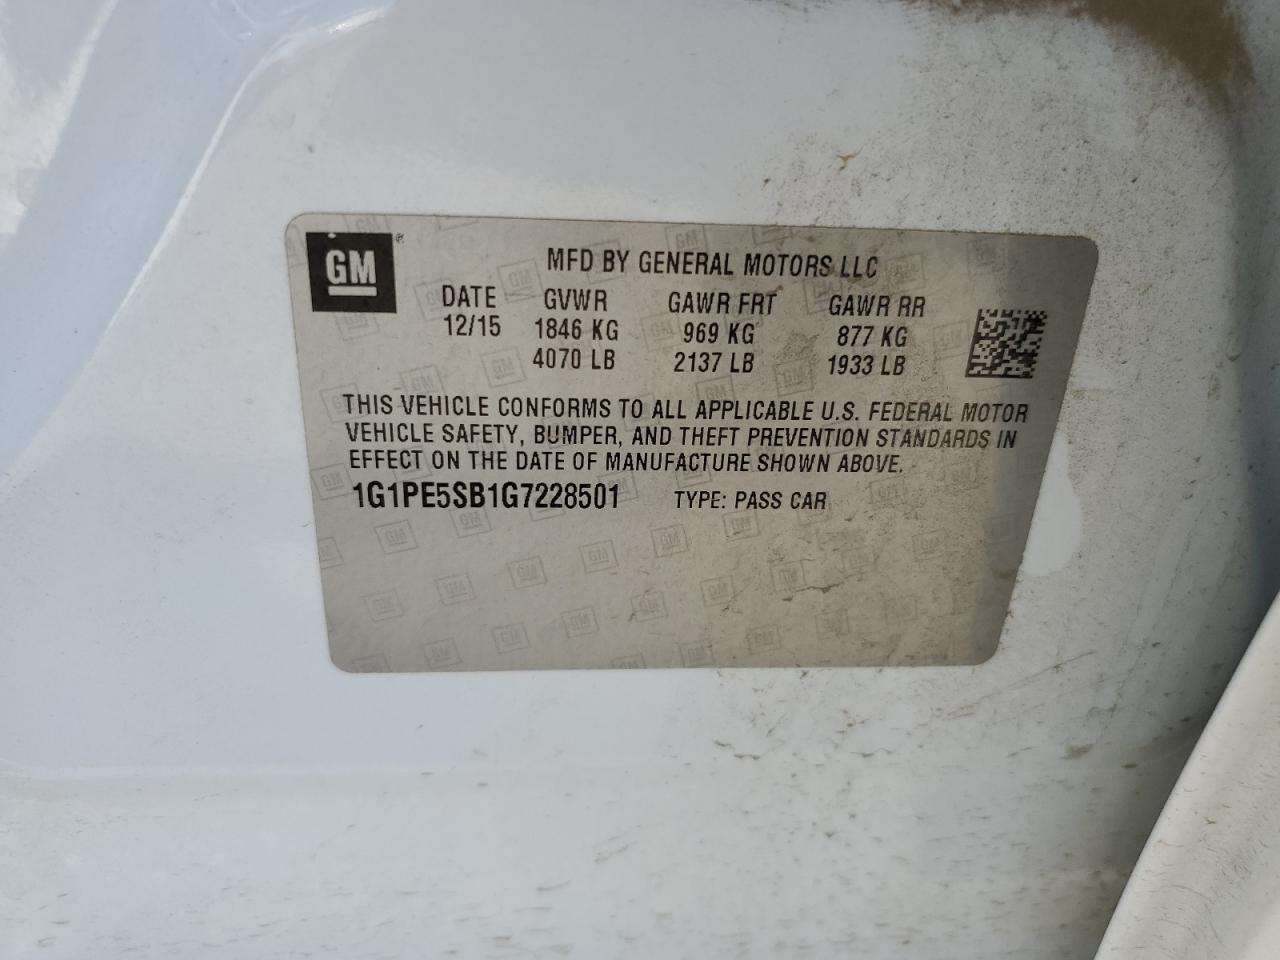 GM
MFD BY GENERAL MOTORS LLC
DATE GVWR GAWR FRT GAWR RR
12/15 1846 KG 969 KG 877 KG
4070 LB 2137 LB 1933 LB
THIS VEHICLE CONFORMS TO ALL APPLICABLE U.S. FEDERAL MOTOR
VEHICLE SAFETY, BUMPER, AND THEFT PREVENTION STANDARDS IN
EFFECT ON THE DATE OF MANUFACTURE SHOWN ABOVE.
1G1PE5SB1G7228501 TYPE: PASS CAR